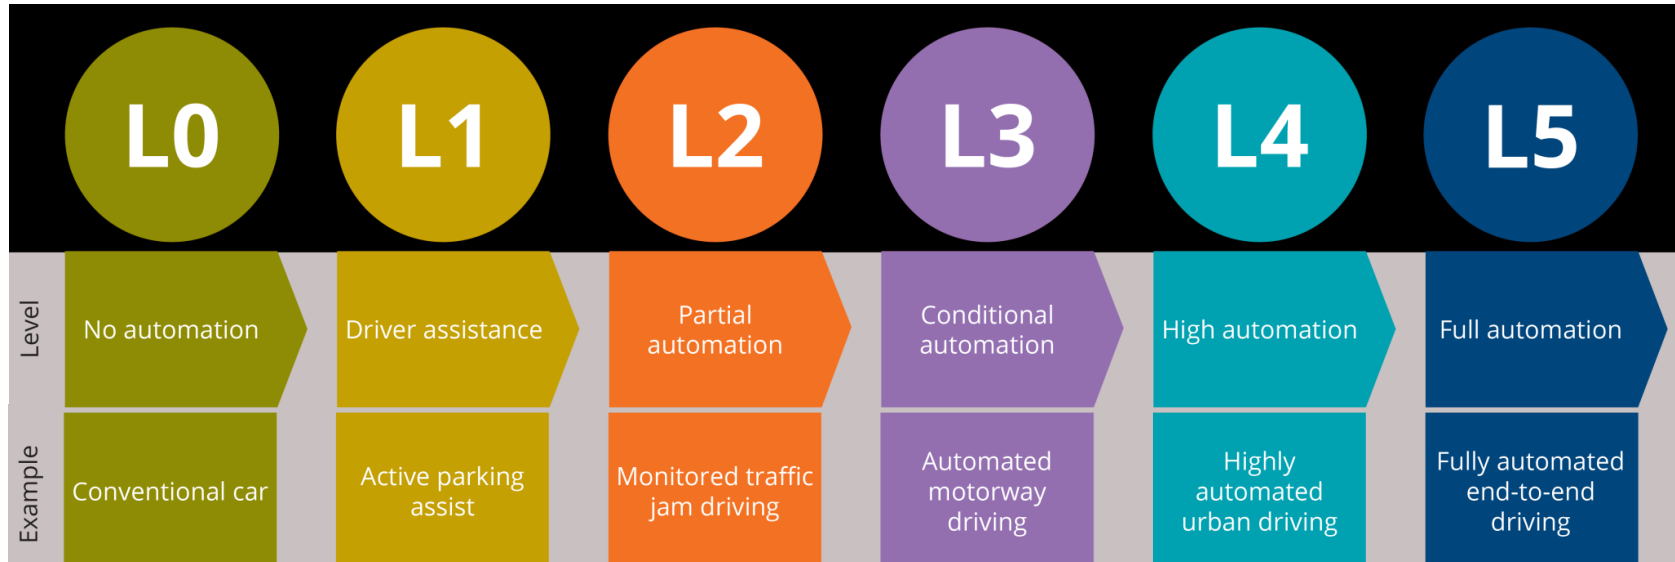 L0
L1
L2
L3
L4
L5
Level
No automation
Driver assistance
Partial
automation
Conditional
automation
High automation
Full automation
Example
Conventional car
Active parking
assist
Monitored traffic
jam driving
Automated
motorway
driving
Highly
automated
urban driving
Fully automated
end-to-end
driving